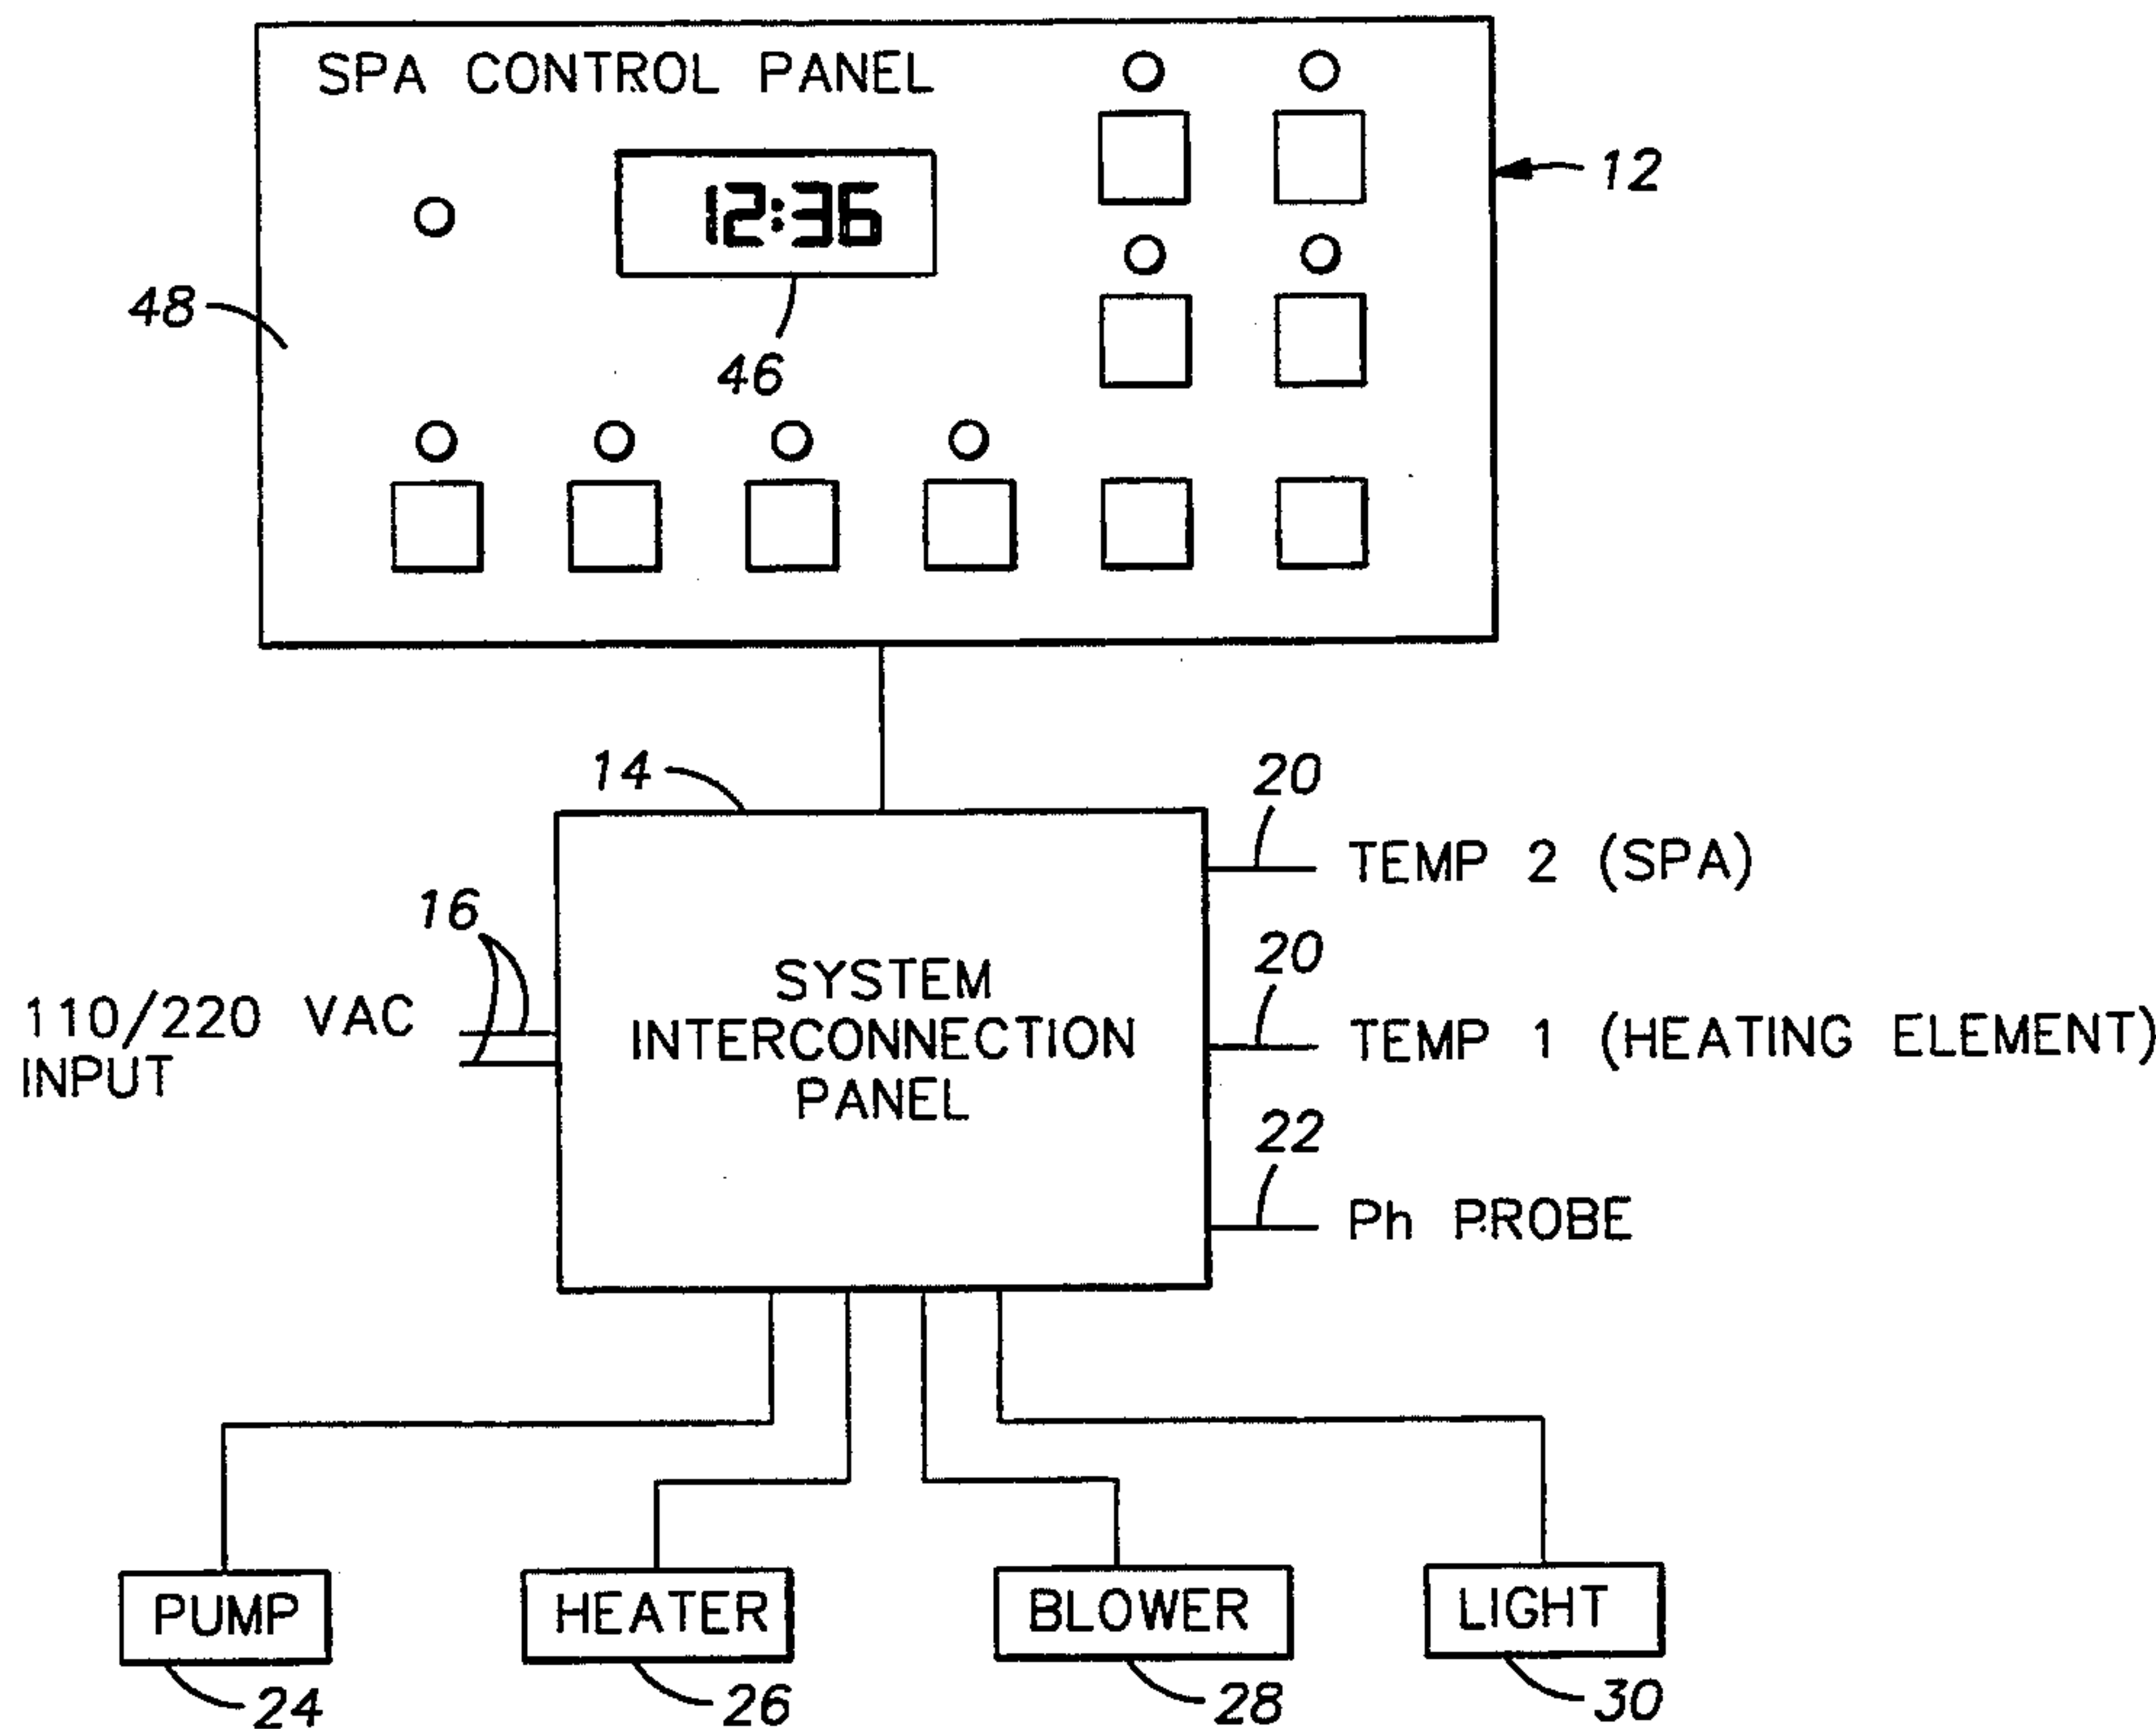 SPA CONTROL PANEL
12:36
12
48
46
14
20
TEMP 2 (SPA)
16
20
110/220 VAC
INPUT
SYSTEM
INTERCONNECTION
PANEL
TEMP 1 (HEATING ELEMENT)
22
Ph PROBE
PUMP
HEATER
BLOWER
LIGHT
24
26
28
30